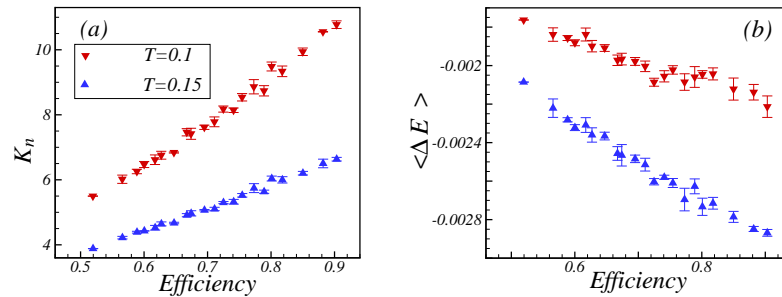 (a)
T=0.1
T=0.15
10
8
6
4
K_n
0.5 0.6 0.7 0.8 0.9
Efficiency
(b)
-0.002
-0.0024
-0.0028
<Δ E >
0.6 0.8
Efficiency